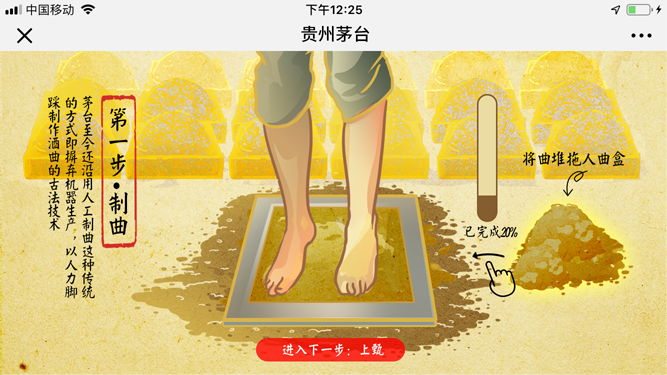 中国移动
下午12:25
贵州茅台
第一步·制曲
茅台至今还沿用人工制曲这种传统
的方式即摒弃机器生产,以人力脚
踩制作酒曲的古法技术
将曲堆拖入曲盒
已完成20%
进入下一步:上甑